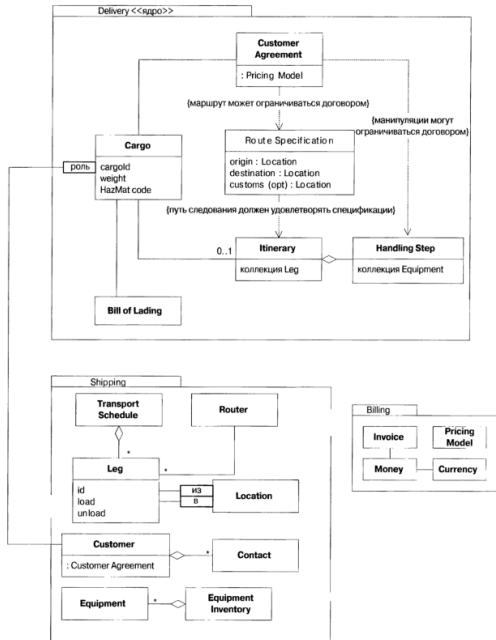 Delivery <<ядро>>
Customer
Agreement
: Pricing Model
{маршрут может ограничиваться договором}
{манипуляции могут
ограничиваться договором}
Cargo
роль
cargoId
weight
HazMat code
Route Specification
origin : Location
destination : Location
customs (opt) : Location
{путь следования должен удовлетворять спецификации}
0..1
Itinerary
коллекция Leg
Handling Step
коллекция Equipment
Bill of Lading
Shipping
Transport
Schedule
Router
*
*
Leg
id
load
unload
из
в
Location
Customer
: Customer Agreement
*
Contact
Equipment
*
Equipment
Inventory
Billing
Invoice
Pricing
Model
Money
Currency